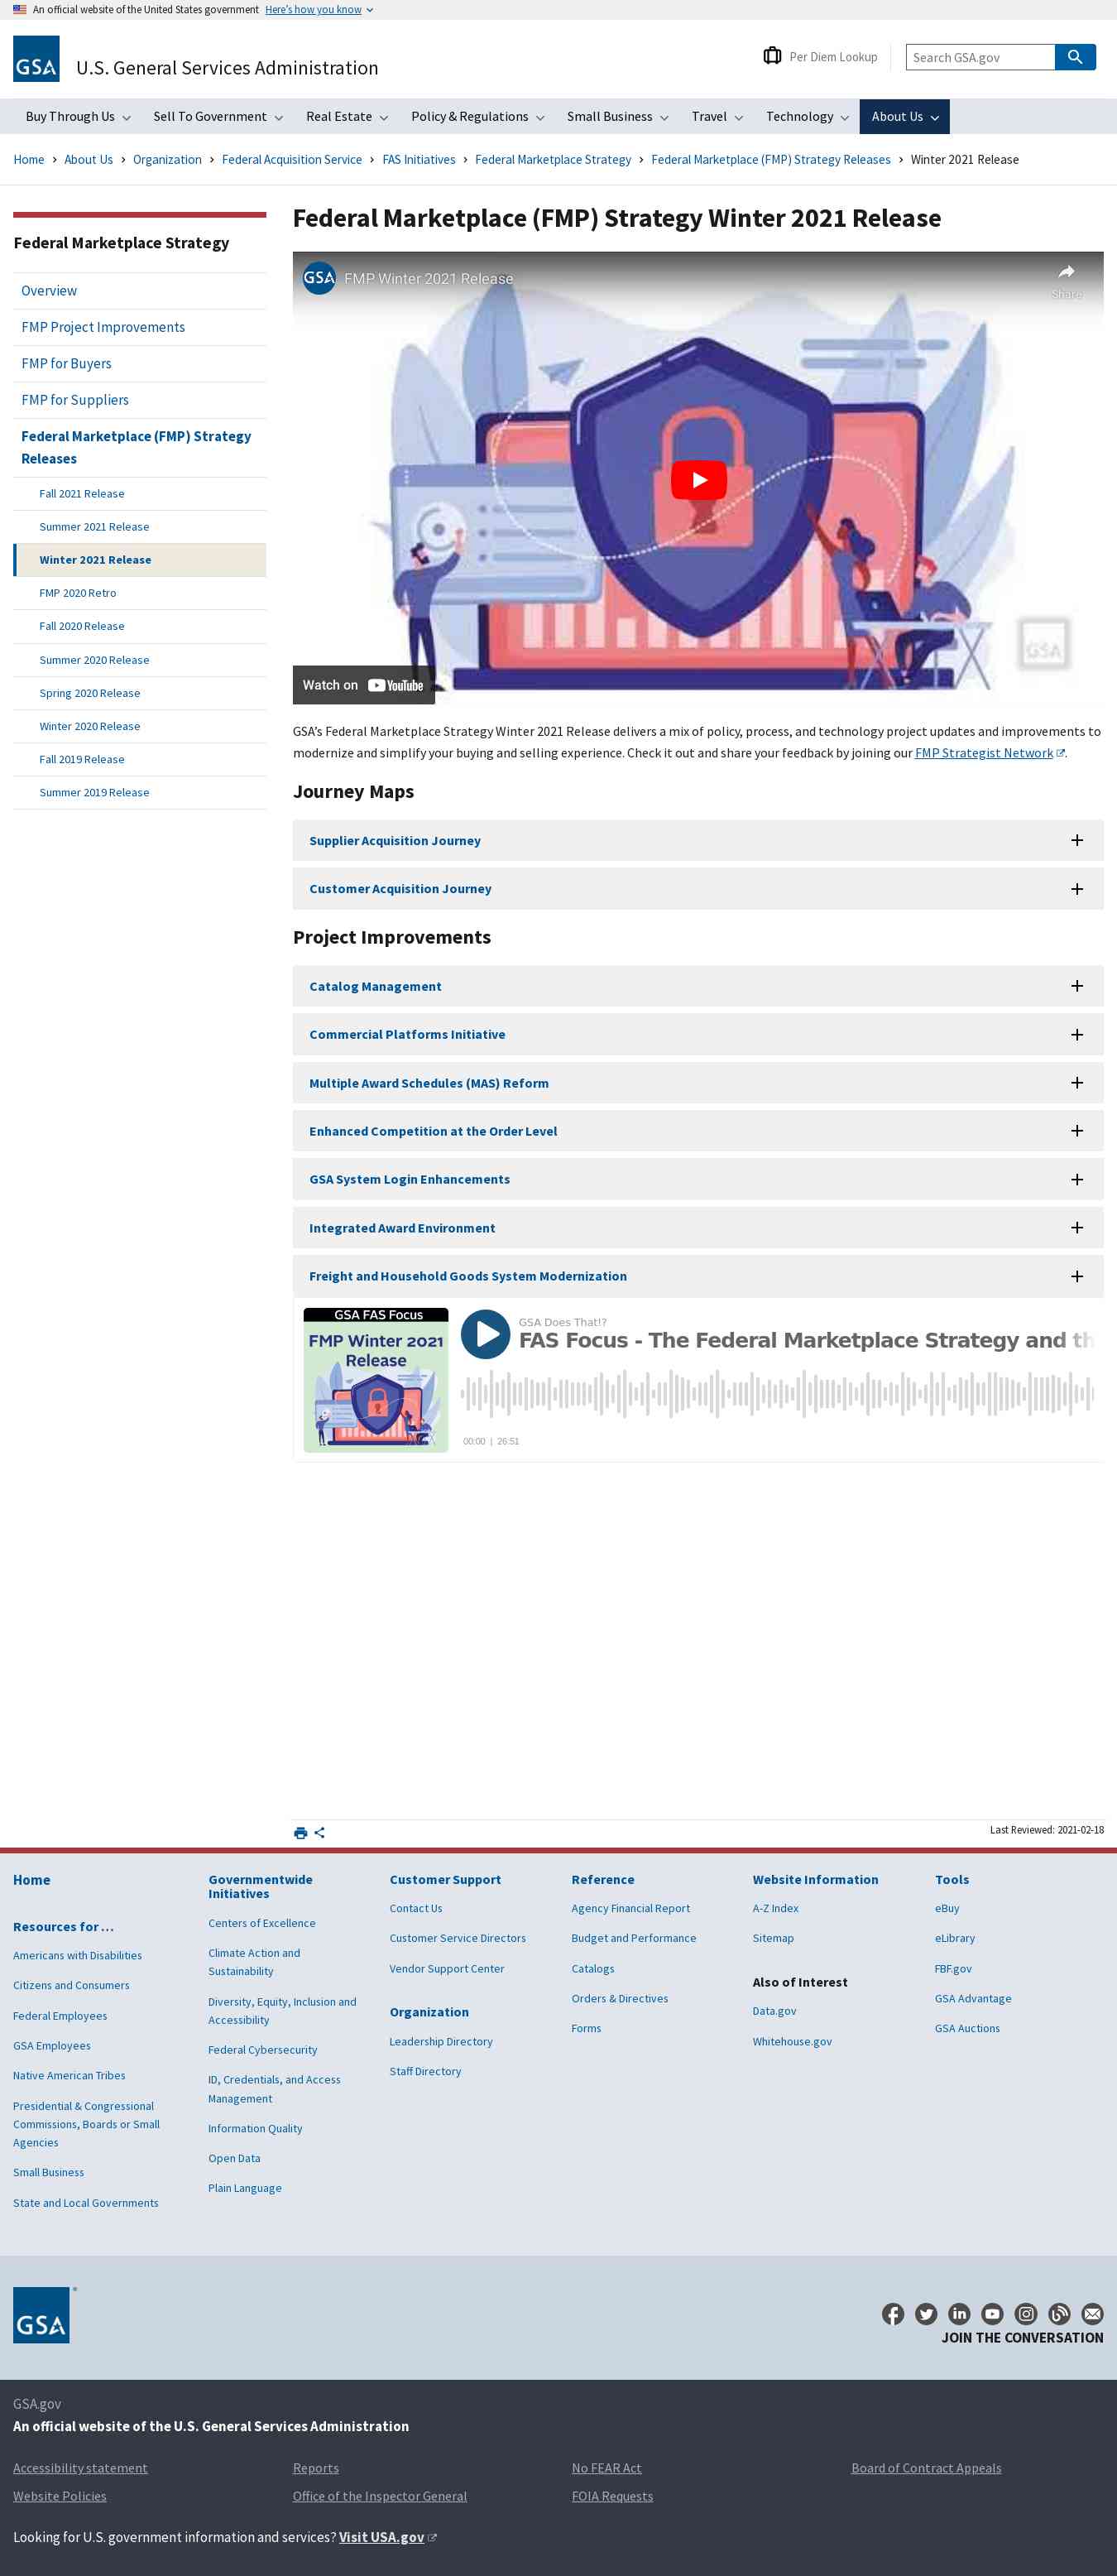 An official website of the United States government Here's how you know
GSA
U.S. General Services Administration
Per Diem Lookup
Search GSA.gov
Buy Through Us Sell To Government Real Estate Policy & Regulations Small Business Travel Technology About Us
Home › About Us › Organization › Federal Acquisition Service › FAS Initiatives › Federal Marketplace Strategy › Federal Marketplace (FMP) Strategy Releases › Winter 2021 Release
Federal Marketplace Strategy
Overview
FMP Project Improvements
FMP for Buyers
FMP for Suppliers
Federal Marketplace (FMP) Strategy
Releases
Fall 2021 Release
Summer 2021 Release
Winter 2021 Release
FMP 2020 Retro
Fall 2020 Release
Summer 2020 Release
Spring 2020 Release
Winter 2020 Release
Fall 2019 Release
Summer 2019 Release
Federal Marketplace (FMP) Strategy Winter 2021 Release
GSA FMP Winter 2021 Release
Share
GSA
Watch on YouTube
GSA's Federal Marketplace Strategy Winter 2021 Release delivers a mix of policy, process, and technology project updates and improvements to
modernize and simplify your buying and selling experience. Check it out and share your feedback by joining our FMP Strategist Network.
Journey Maps
Supplier Acquisition Journey
Customer Acquisition Journey
Project Improvements
Catalog Management
Commercial Platforms Initiative
Multiple Award Schedules (MAS) Reform
Enhanced Competition at the Order Level
GSA System Login Enhancements
Integrated Award Environment
Freight and Household Goods System Modernization
GSA FAS Focus
FMP Winter 2021
Release
GSA Does That!?
FAS Focus - The Federal Marketplace Strategy and th
00:00 | 26:51
Last Reviewed: 2021-02-18
Home
Resources for …
Americans with Disabilities
Citizens and Consumers
Federal Employees
GSA Employees
Native American Tribes
Presidential & Congressional
Commissions, Boards or Small
Agencies
Small Business
State and Local Governments
Governmentwide
Initiatives
Centers of Excellence
Climate Action and
Sustainability
Diversity, Equity, Inclusion and
Accessibility
Federal Cybersecurity
ID, Credentials, and Access
Management
Information Quality
Open Data
Plain Language
Customer Support
Contact Us
Customer Service Directors
Vendor Support Center
Organization
Leadership Directory
Staff Directory
Reference
Agency Financial Report
Budget and Performance
Catalogs
Orders & Directives
Forms
Website Information
A-Z Index
Sitemap
Also of Interest
Data.gov
Whitehouse.gov
Tools
eBuy
eLibrary
FBF.gov
GSA Advantage
GSA Auctions
GSA
JOIN THE CONVERSATION
GSA.gov
An official website of the U.S. General Services Administration
Accessibility statement Reports No FEAR Act Board of Contract Appeals
Website Policies Office of the Inspector General FOIA Requests
Looking for U.S. government information and services? Visit USA.gov